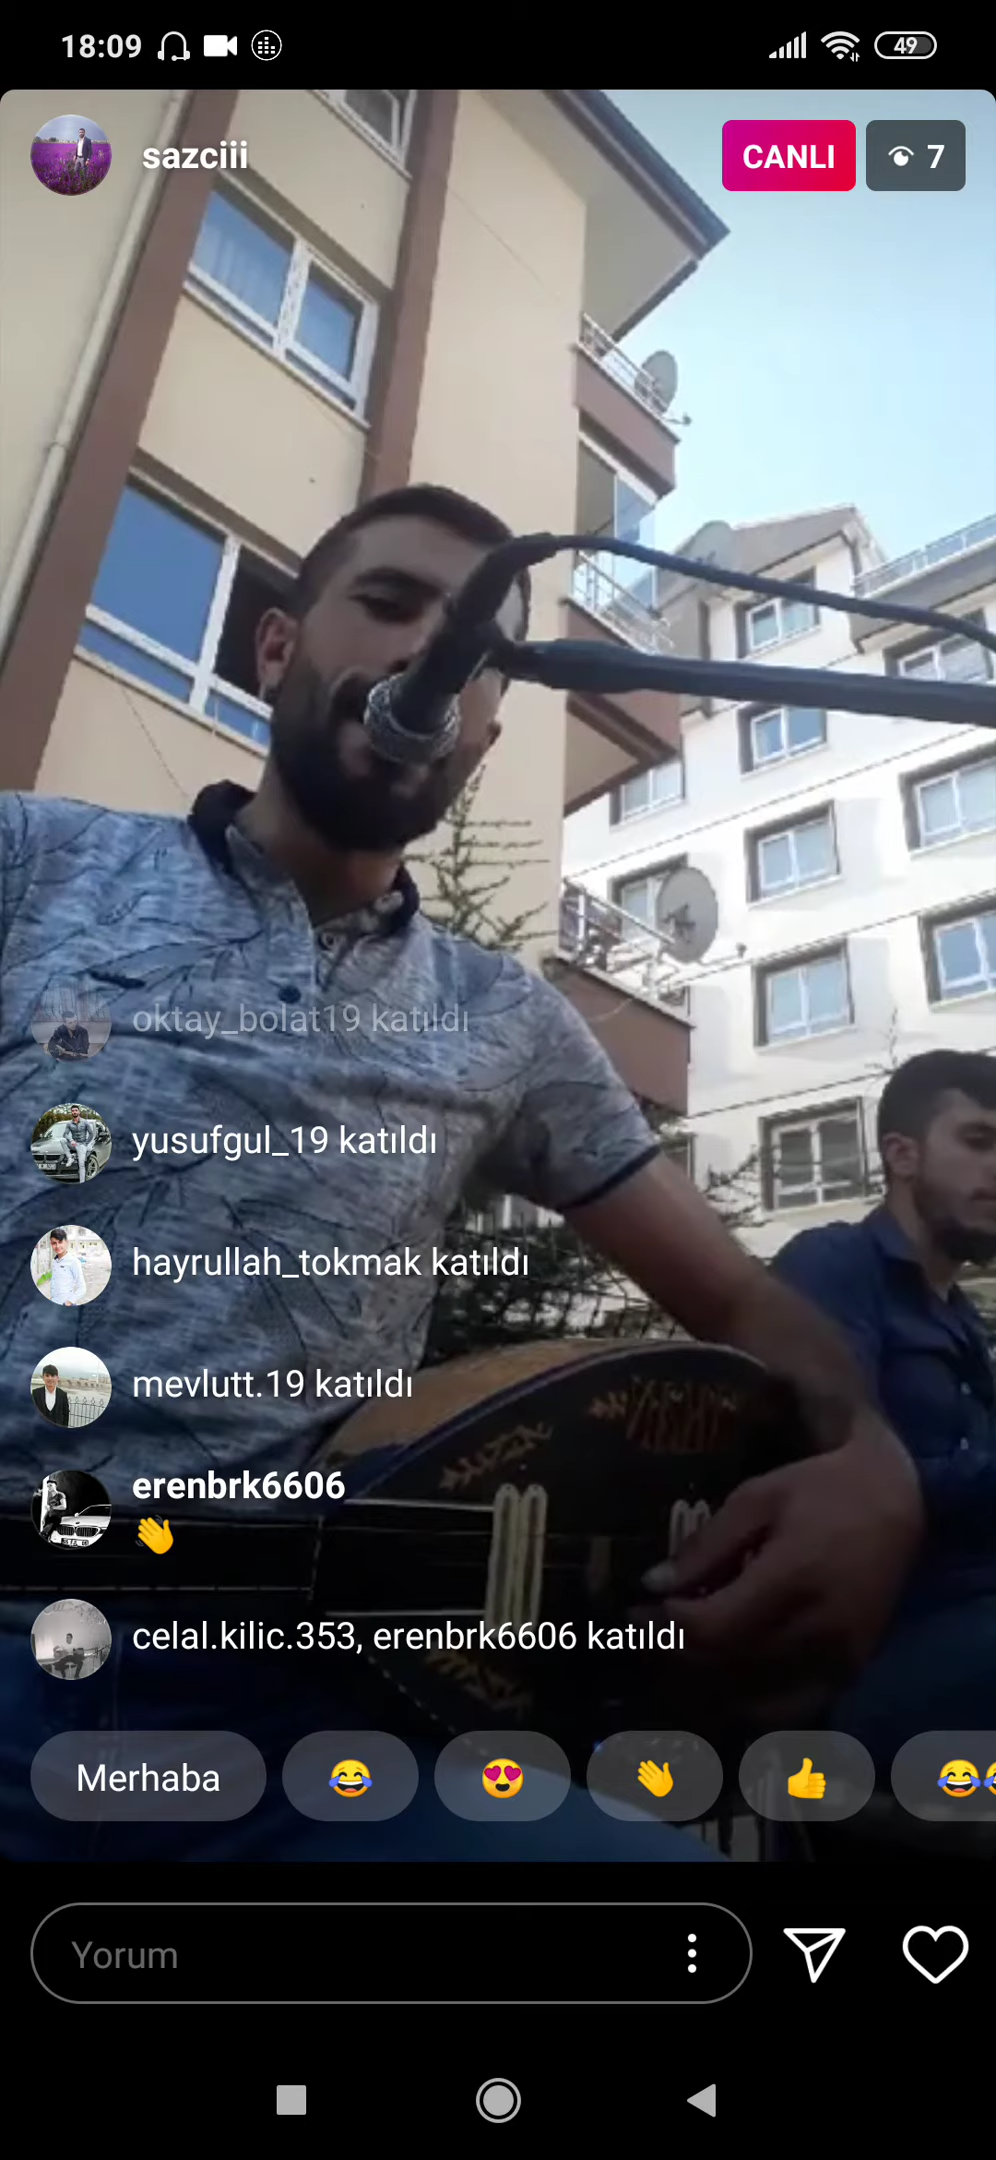 18:09
49
sazciii
CANLI
7
oktay_bolat19 katıldı
yusufgul_19 katıldı
hayrullah_tokmak katıldı
mevlutt.19 katıldı
erenbrk6606
👋
celal.kilic.353, erenbrk6606 katıldı
Merhaba 😂 😍 👋 👍 😂
Yorum